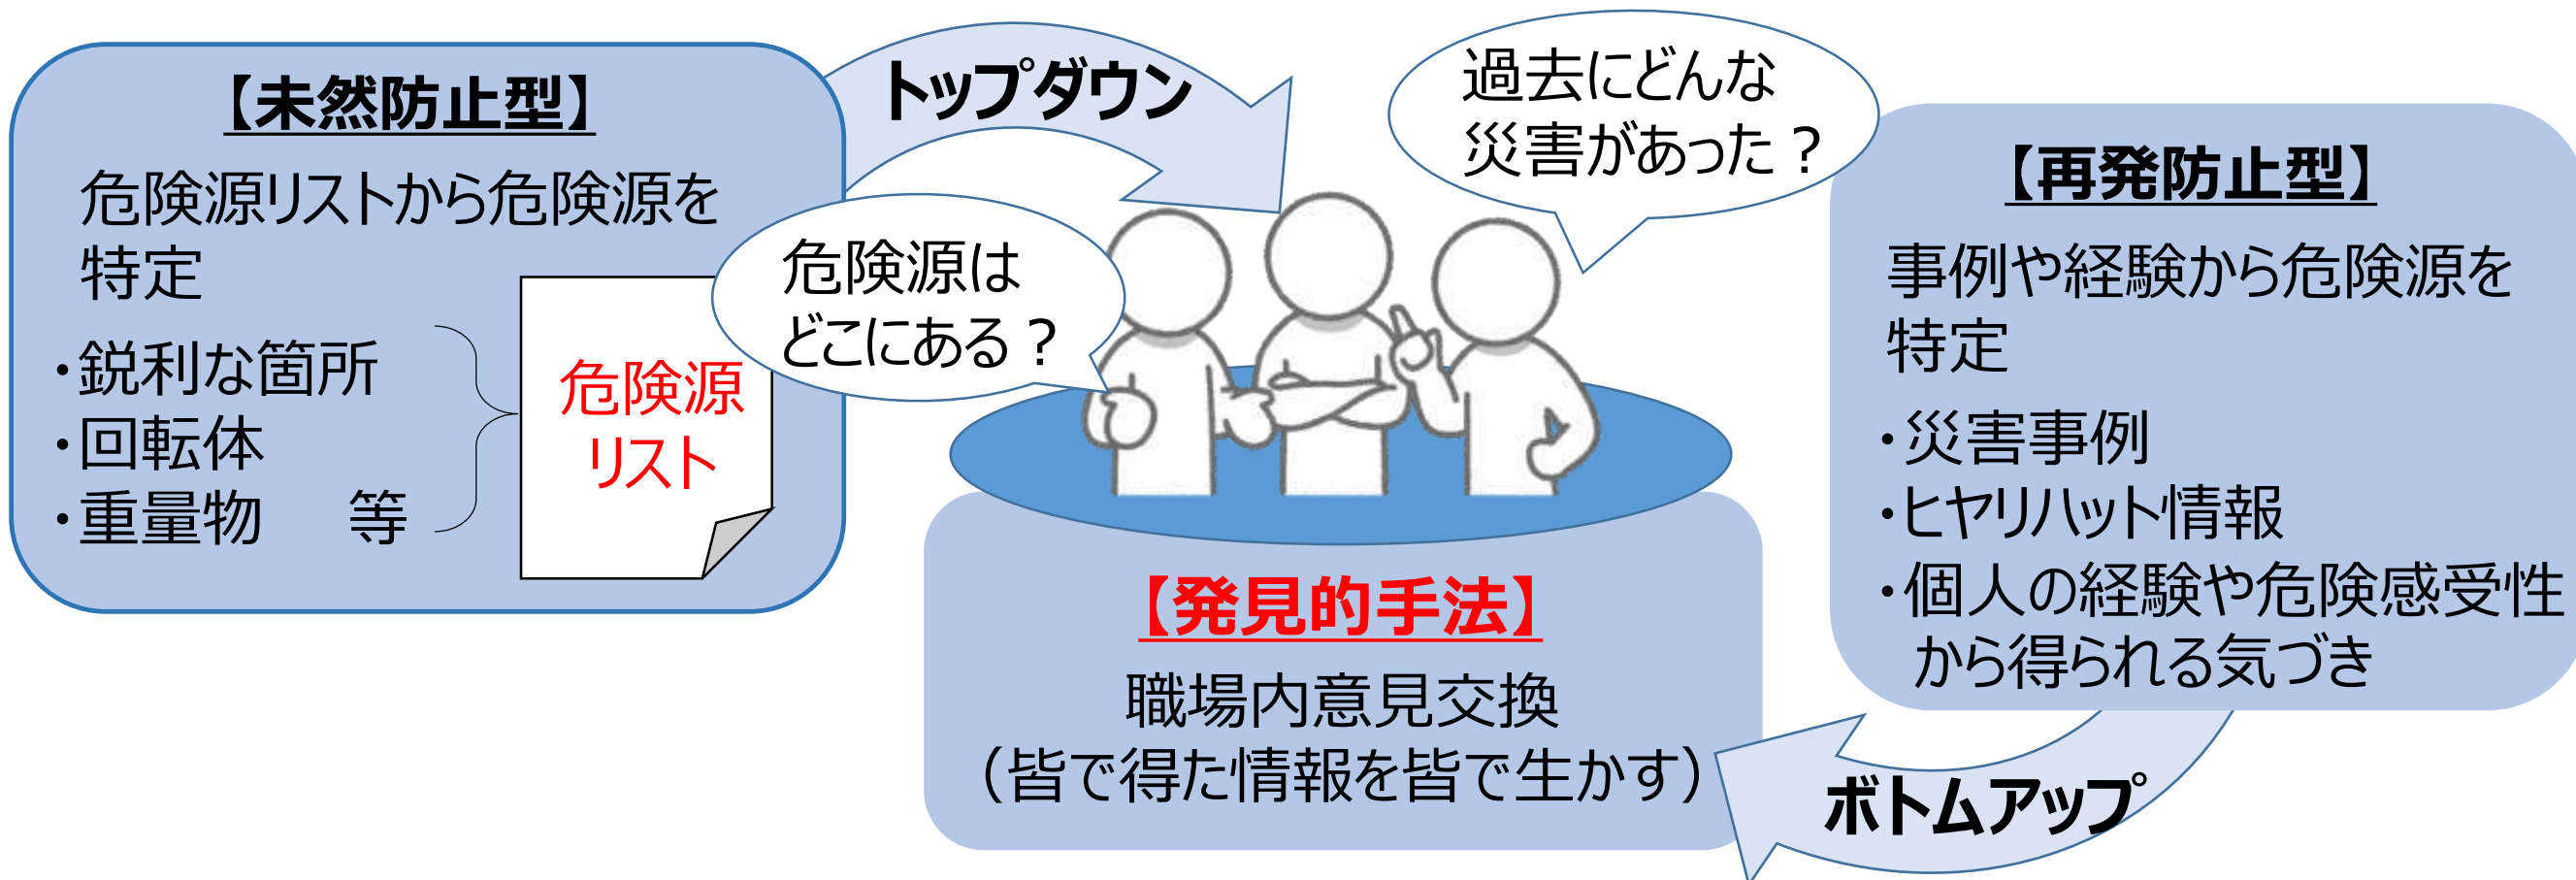 【未然防止型】
危険源リストから危険源を
特定
・鋭利な箇所
・回転体
・重量物　等
危険源
リスト
トップダウン
危険源は
どこにある？
過去にどんな
災害があった？
【発見的手法】
職場内意見交換
（皆で得た情報を皆で生かす）
【再発防止型】
事例や経験から危険源を
特定
・災害事例
・ヒヤリハット情報
・個人の経験や危険感受性
から得られる気づき
ボトムアップ